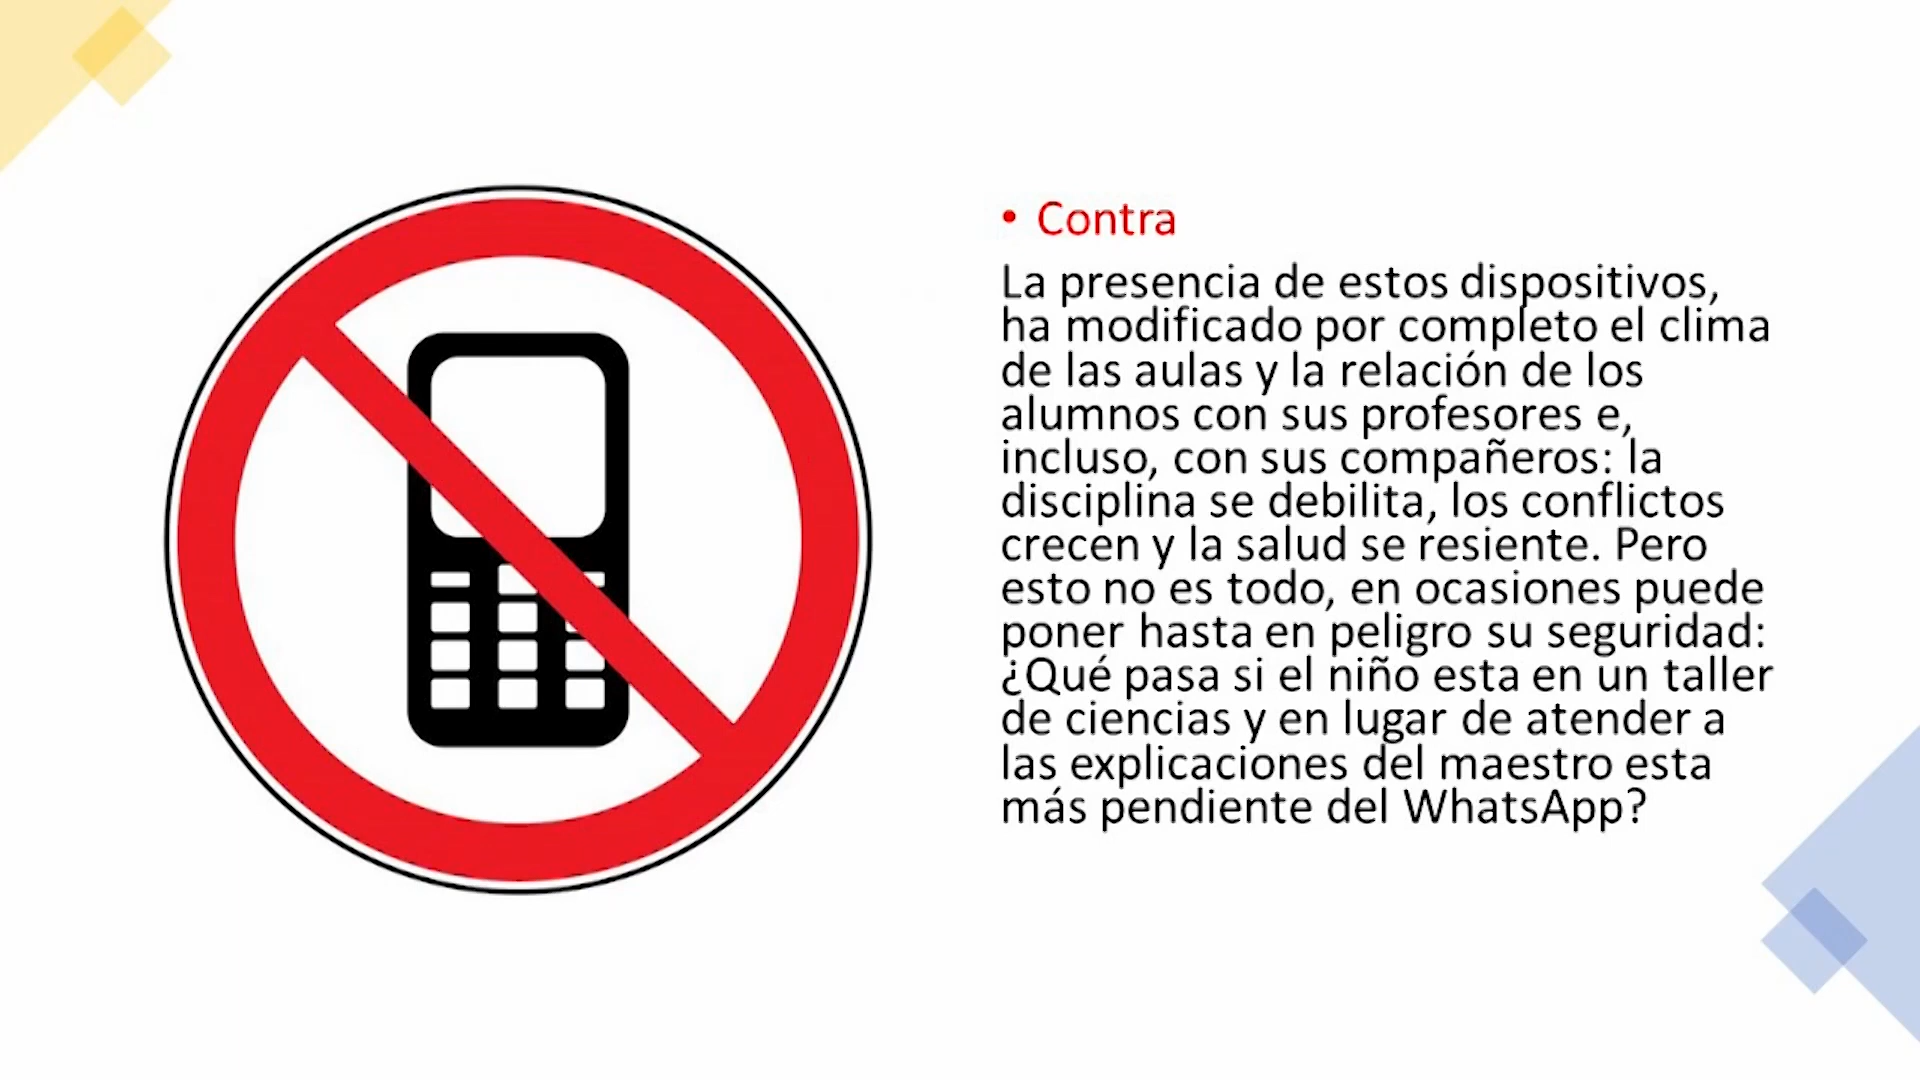 • Contra
La presencia de estos dispositivos,
ha modificado por completo el clima
de las aulas y la relación de los
alumnos con sus profesores e,
incluso, con sus compañeros: la
disciplina se debilita, los conflictos
crecen y la salud se resiente. Pero
esto no es todo, en ocasiones puede
poner hasta en peligro su seguridad:
¿Qué pasa si el niño esta en un taller
de ciencias y en lugar de atender a
las explicaciones del maestro esta
más pendiente del WhatsApp?